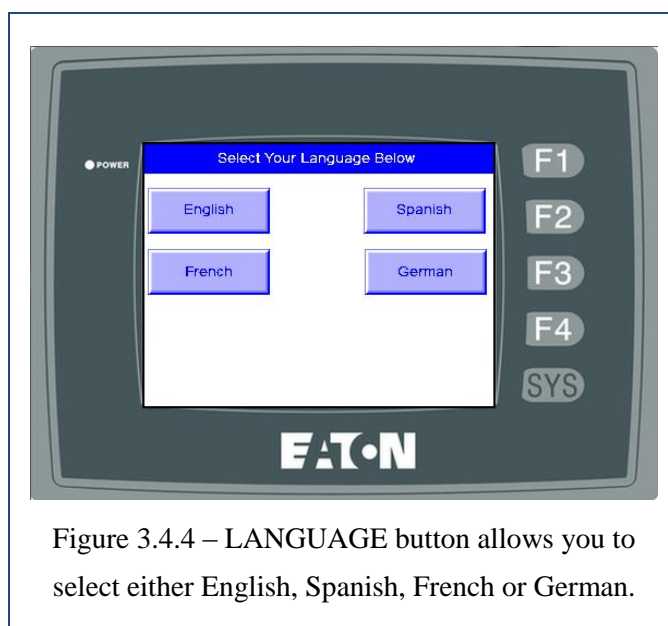 POWER
Select Your Language Below
F1
English
Spanish
F2
French
German
F3
F4
SYS
EATON
Figure 3.4.4 – LANGUAGE button allows you to
select either English, Spanish, French or German.